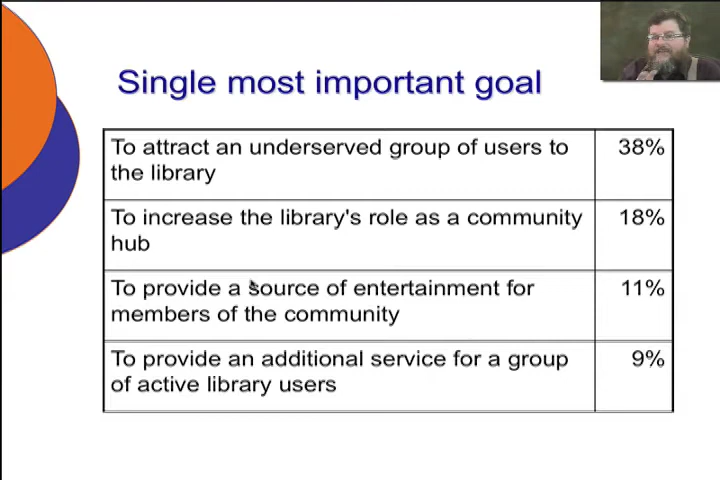 Single most important goal
To attract an underserved group of users to
the library
38%
To increase the library's role as a community
hub
18%
To provide a source of entertainment for
members of the community
11%
To provide an additional service for a group
of active library users
9%